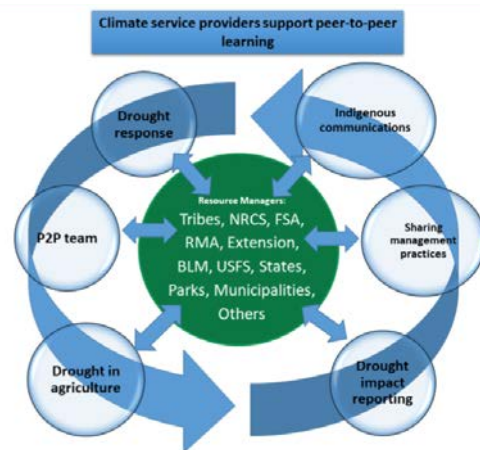 Climate service providers support peer-to-peer
learning
Drought
response
Indigenous
communications
Resource Managers:
Tribes, NRCS, FSA,
RMA, Extension,
BLM, USFS, States,
Parks, Municipalities,
Others
P2P team
Sharing
management
practices
Drought in
agriculture
Drought
impact
reporting